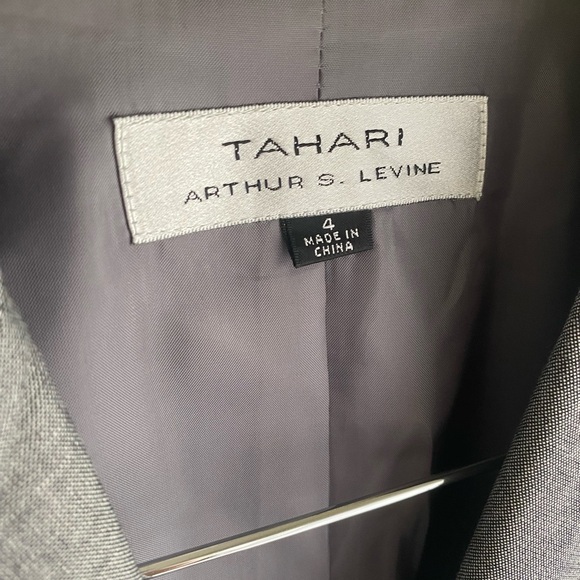 TAHARI
ARTHUR S. LEVINE
4
MADE IN
CHINA